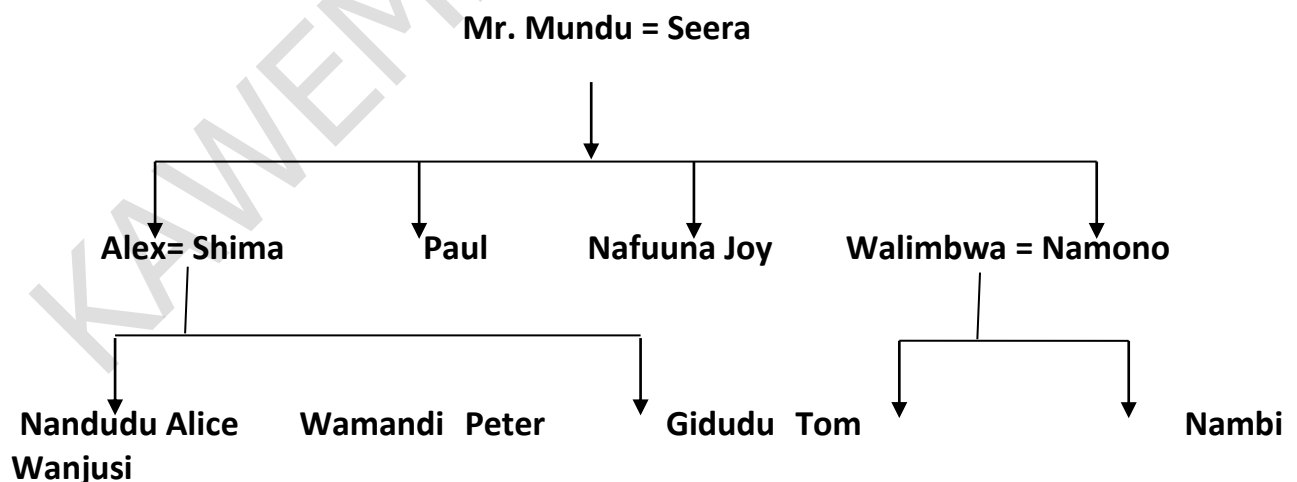 Mr. Mundu = Seera
Alex= Shima Paul Nafuuna Joy Walimbwa = Namono
Nandudu Alice Wamandi Peter Gidudu Tom Nambi
Wanjusi